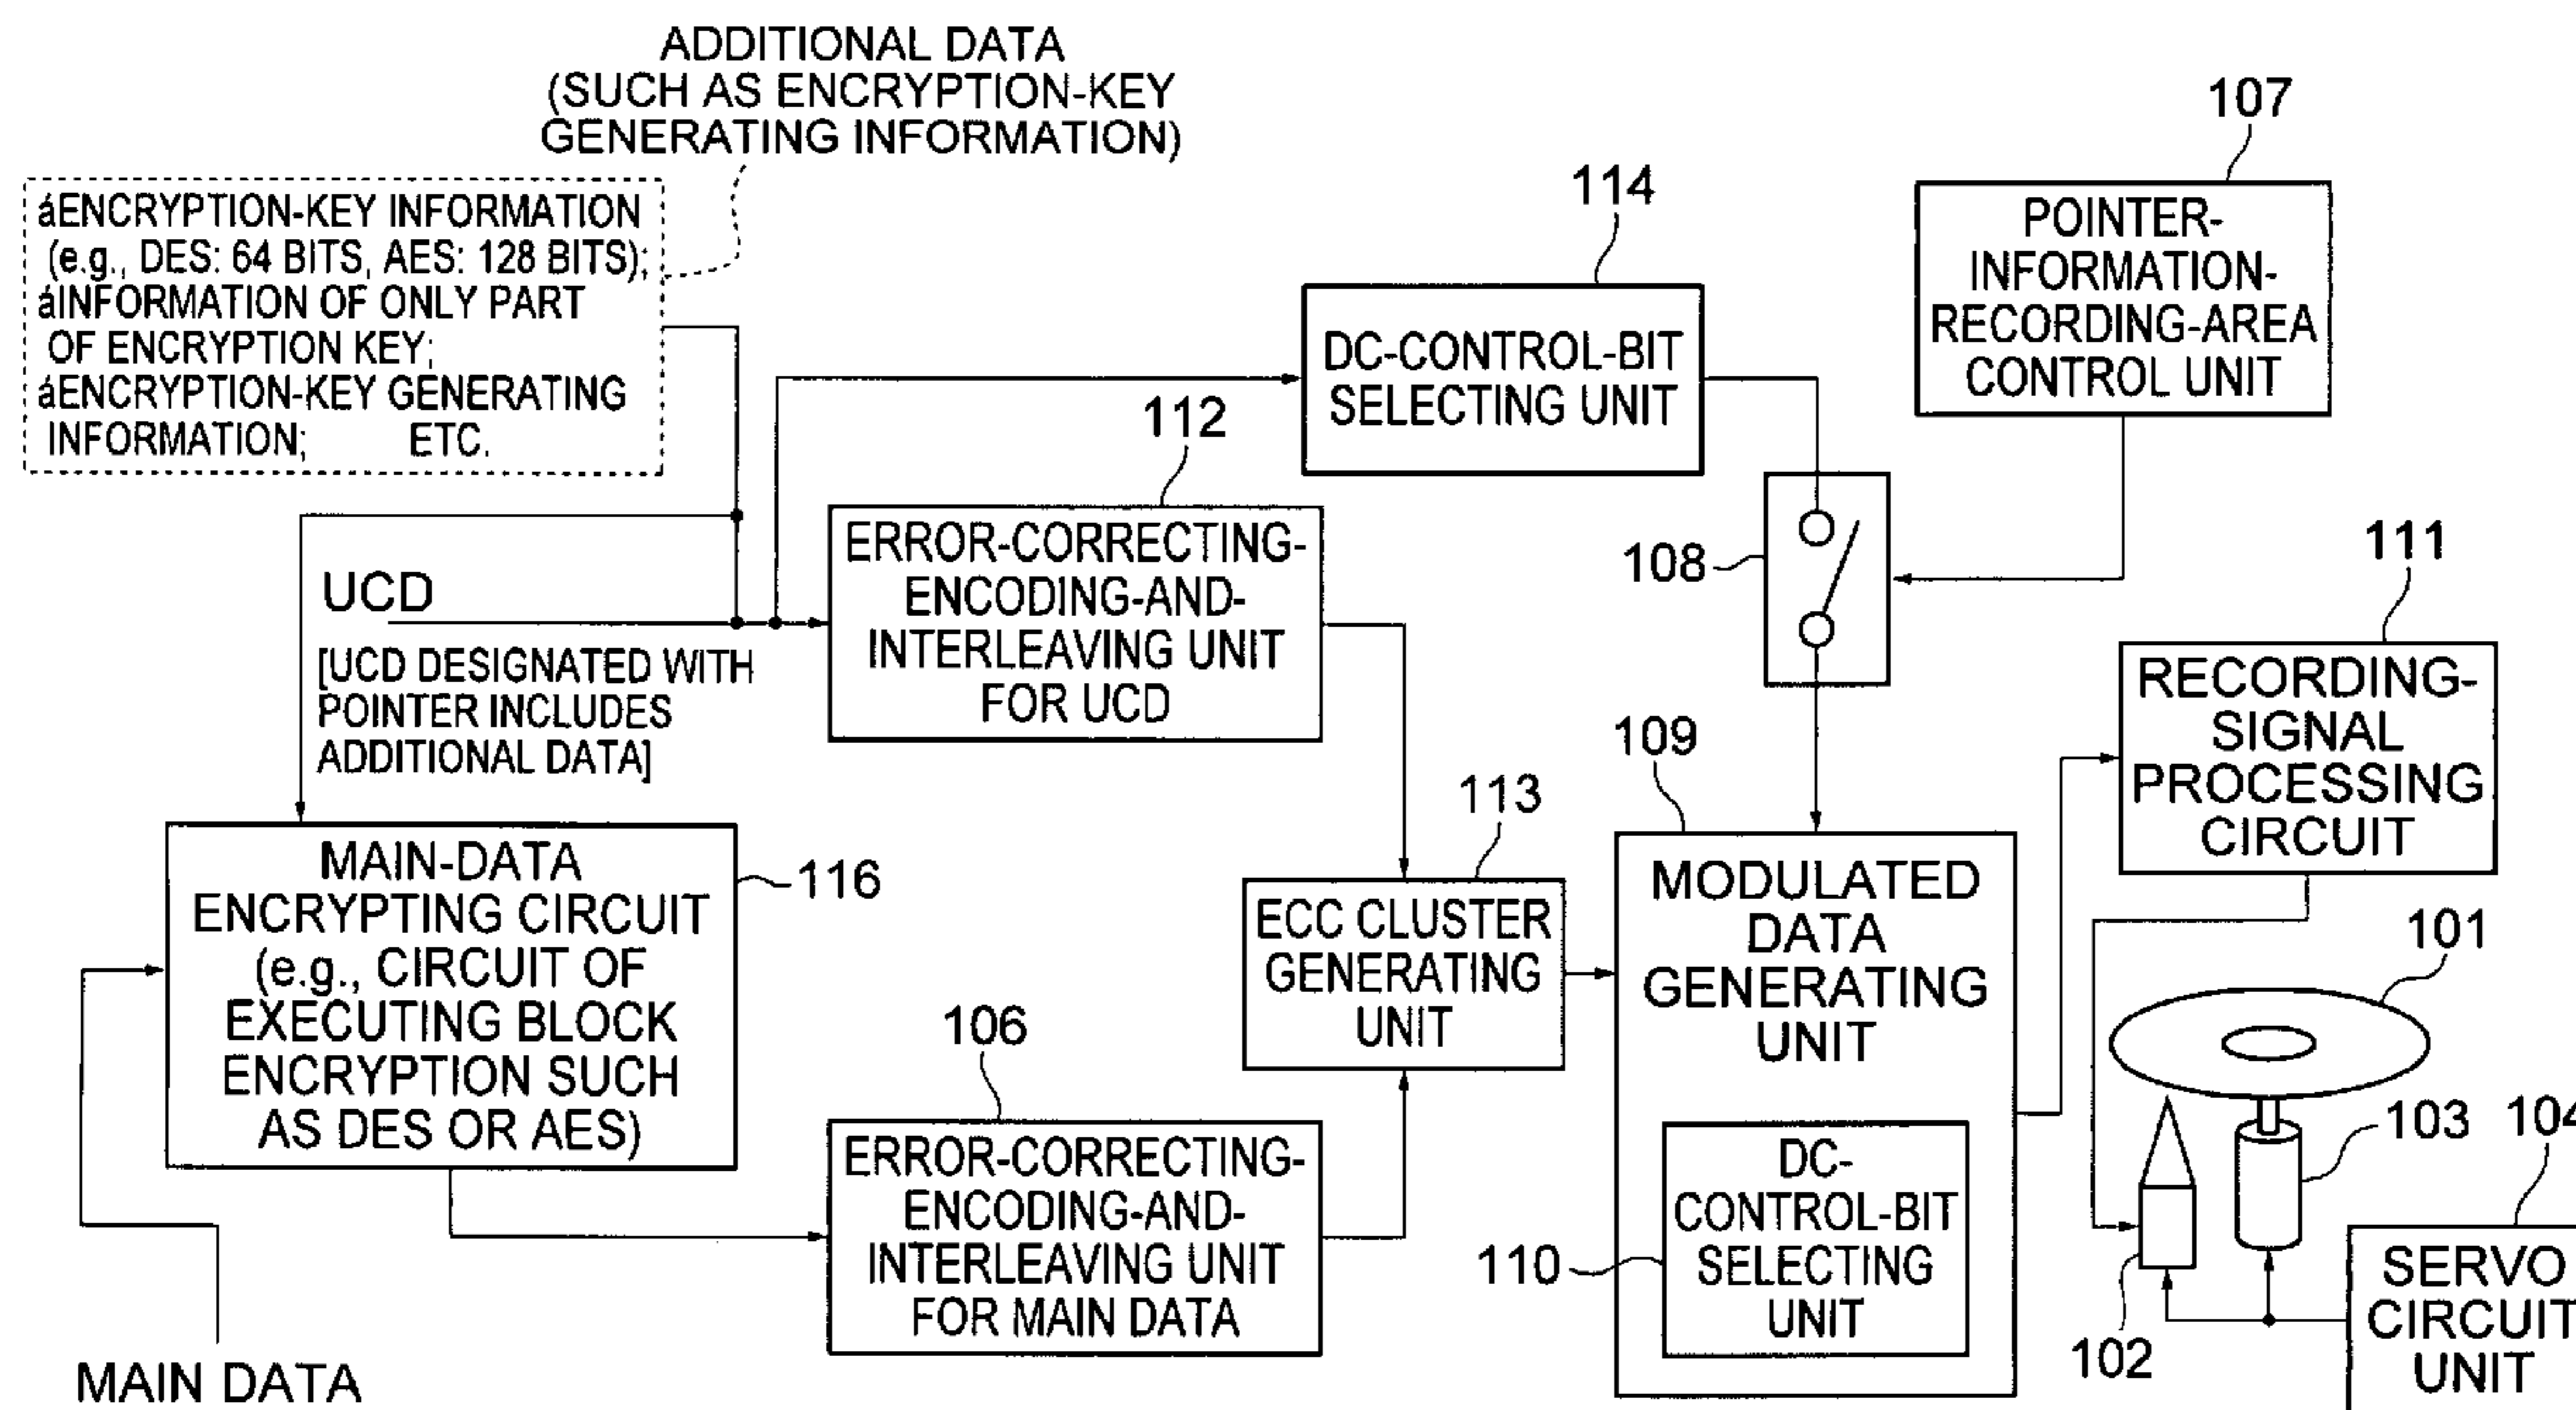 ADDITIONAL DATA
(SUCH AS ENCRYPTION-KEY
GENERATING INFORMATION)
áENCRYPTION-KEY INFORMATION
(e.g., DES: 64 BITS, AES: 128 BITS);
áINFORMATION OF ONLY PART
OF ENCRYPTION KEY;
áENCRYPTION-KEY GENERATING
INFORMATION; ETC.
107
POINTER-
INFORMATION-
RECORDING-AREA
CONTROL UNIT
114
DC-CONTROL-BIT
SELECTING UNIT
112
ERROR-CORRECTING-
ENCODING-AND-
INTERLEAVING UNIT
FOR UCD
108
UCD
[UCD DESIGNATED WITH
POINTER INCLUDES
ADDITIONAL DATA]
111
RECORDING-
SIGNAL
PROCESSING
CIRCUIT
MAIN-DATA
ENCRYPTING CIRCUIT
(e.g., CIRCUIT OF
EXECUTING BLOCK
ENCRYPTION SUCH
AS DES OR AES)
116
113
ECC CLUSTER
GENERATING
UNIT
109
MODULATED
DATA
GENERATING
UNIT
110
DC-
CONTROL-BIT
SELECTING
UNIT
106
ERROR-CORRECTING-
ENCODING-AND-
INTERLEAVING UNIT
FOR MAIN DATA
101
103
104
102
SERVO
CIRCUIT
UNIT
MAIN DATA